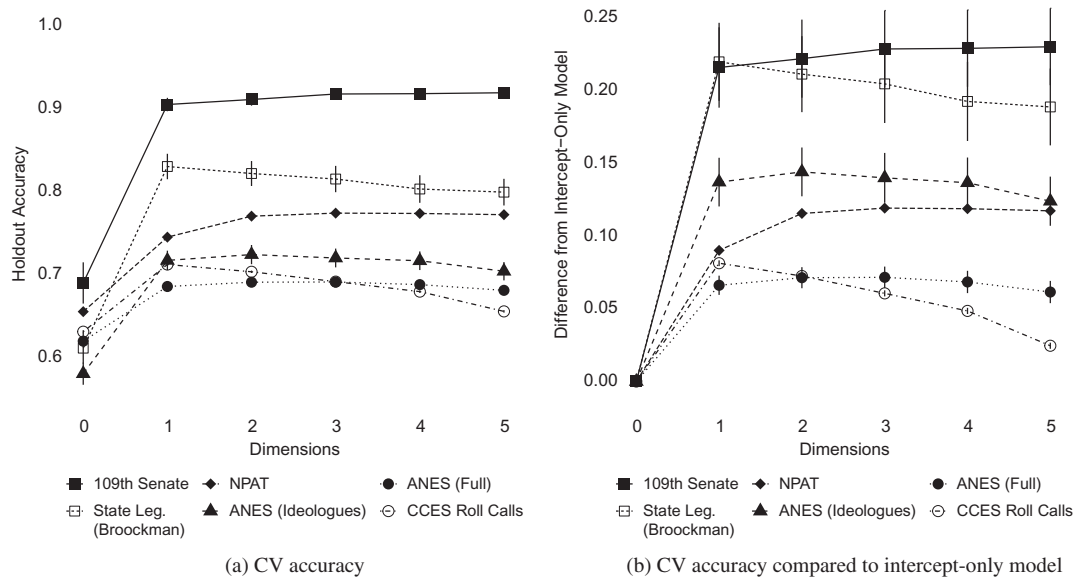 1.0
0.9
0.8
0.7
0.6
Holdout Accuracy
0 1 2 3 4 5
Dimensions
109th Senate NPAT ANES (Full)
State Leg. (Broockman) ANES (Ideologues) CCES Roll Calls
(a) CV accuracy
0.25
0.20
0.15
0.10
0.05
0.00
Difference from Intercept−Only Model
0 1 2 3 4 5
Dimensions
109th Senate NPAT ANES (Full)
State Leg. (Broockman) ANES (Ideologues) CCES Roll Calls
(b) CV accuracy compared to intercept-only model